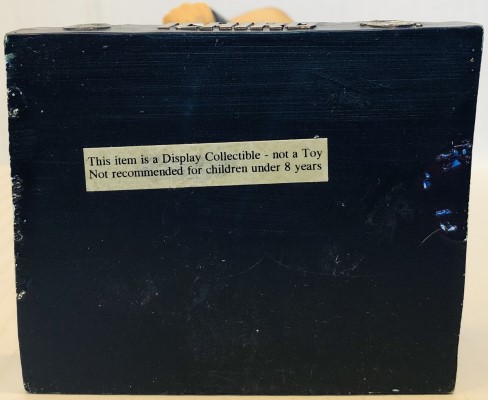 This item is a Display Collectible - not a Toy
Not recommended for children under 8 years